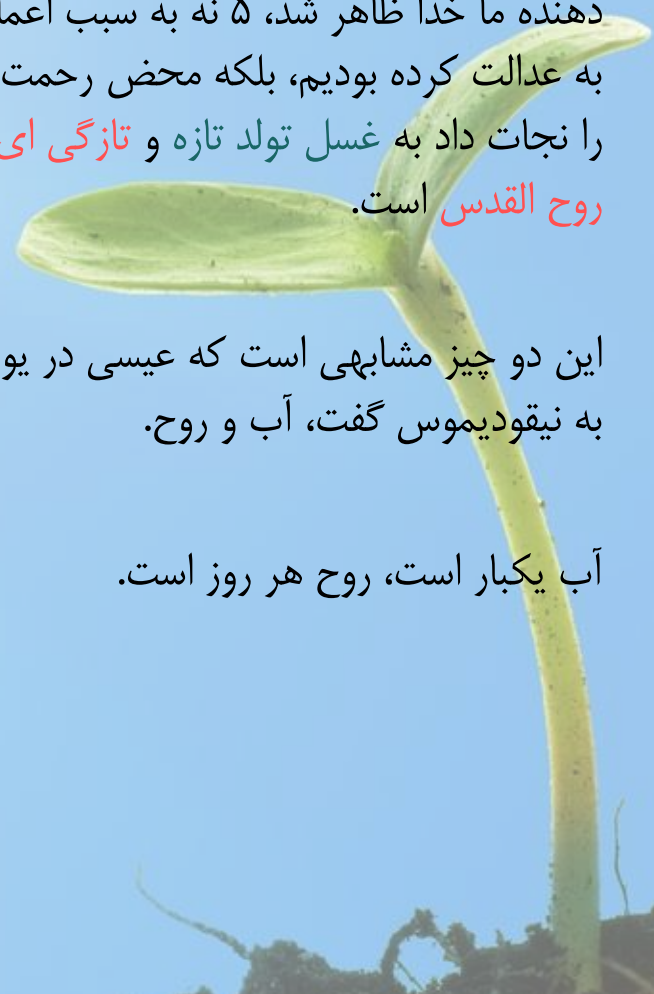 دهنده ما خدا ظاهر شد، ۵ نه به سبب
به عدالت کرده بودیم، بلکه محض رحمت
را نجات داد به غسل تولد تازه و تازگی ای
روح القدس است.
این دو چیز مشابهی است که عیسی در
به نیقودیموس گفت، آب و روح.
آب یکبار است، روح هر روز است.